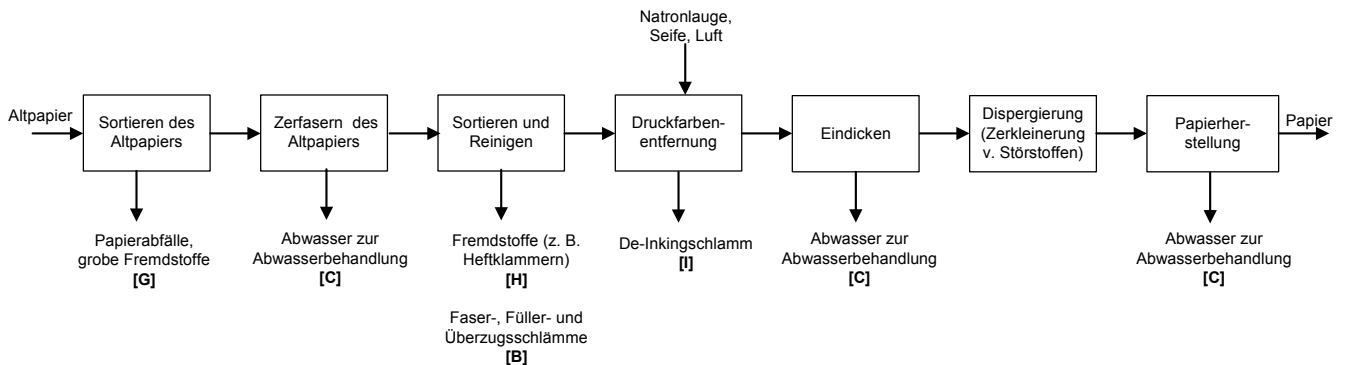 Natronlauge,
Seife, Luft
Altpapier
Sortieren des
Altpapiers
Zerfasern des
Altpapiers
Sortieren und
Reinigen
Druckfarben-
entfernung
Eindicken
Dispergierung
(Zerkleinerung
v. Störstoffen)
Papierher-
stellung
Papier
Papierabfälle,
grobe Fremdstoffe
[G]
Abwasser zur
Abwasserbehandlung
[C]
Fremdstoffe (z. B.
Heftklammern)
[H]
Faser-, Füller- und
Überzugsschlämme
[B]
De-Inkingschlamm
[I]
Abwasser zur
Abwasserbehandlung
[C]
Abwasser zur
Abwasserbehandlung
[C]